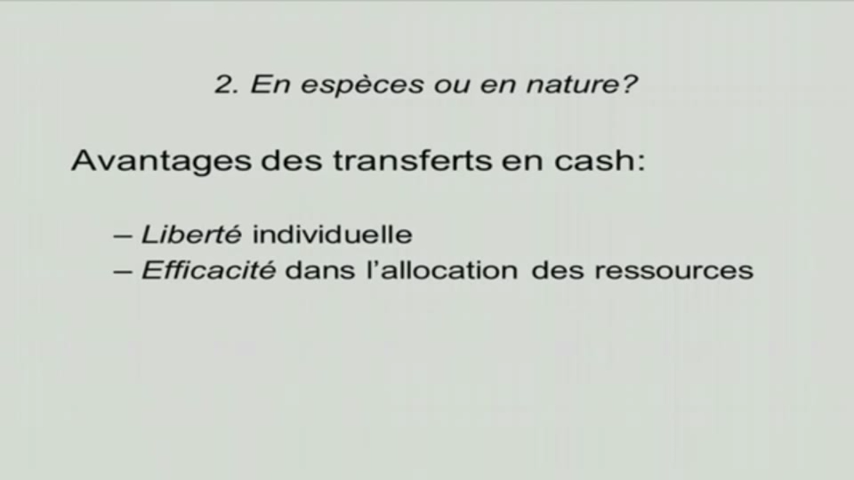 2. En espèces ou en nature?
Avantages des transferts en cash:
– Liberté individuelle
– Efficacité dans l'allocation des ressources